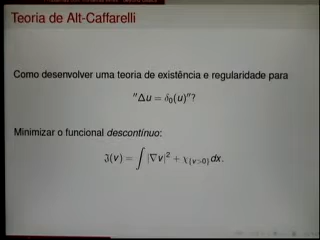 Teoria de Alt-Caffarelli
Como desenvolver uma teoria de existência e regularidade para
"Δu = δ₀(u)"?
Minimizar o funcional descontínuo:
ℑ(v) = ∫ |∇v|² + χ{v>0} dx.